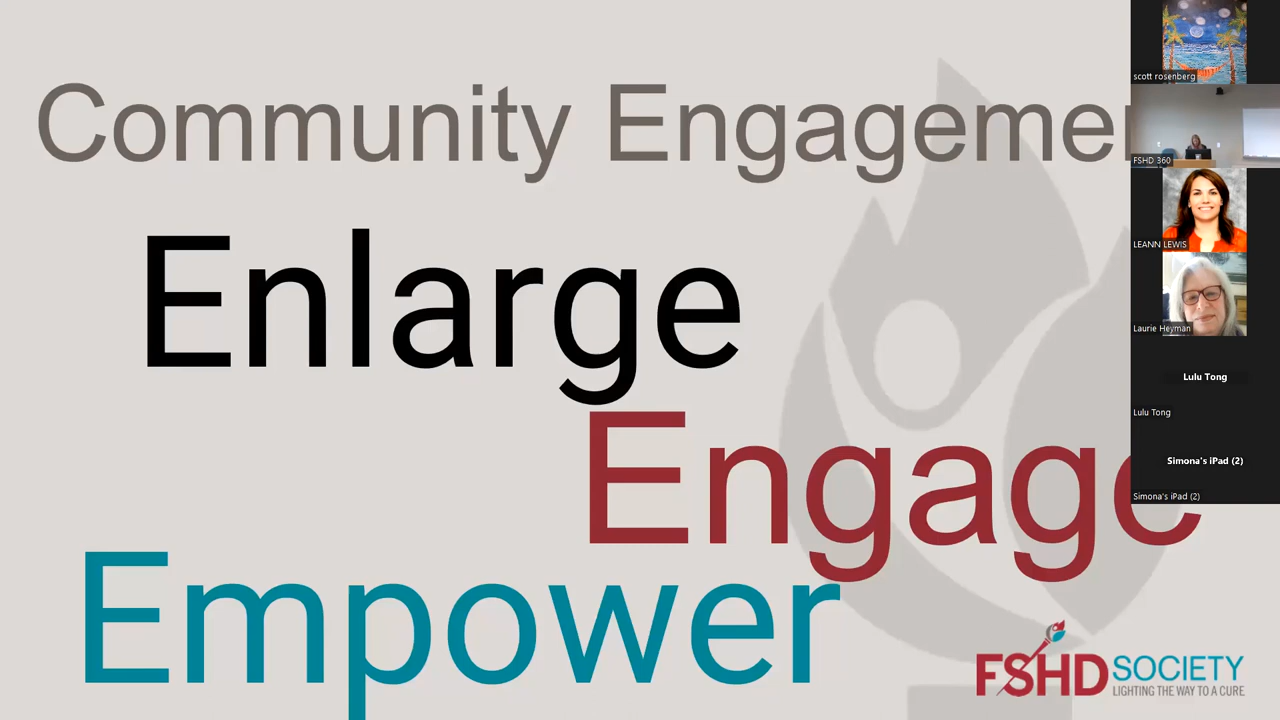 Community Engagemen
Enlarge
Engage
Empower
FSHD SOCIETY
LIGHTING THE WAY TO A CURE
scott rosenberg
FSHD 360
LEANN LEWIS
Laurie Heyman
Lulu Tong
Lulu Tong
Simona's iPad (2)
Simona's iPad (2)